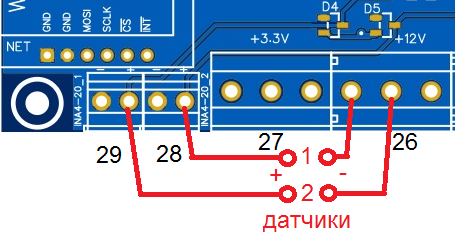 W
GND
GND
MOSI
SCLK
CS
INT
D4
D5
NET
+3.3V
+12V
INA4-20_1
INA4-20_2
− + − +
29 28 27 26
1
+ -
2
датчики